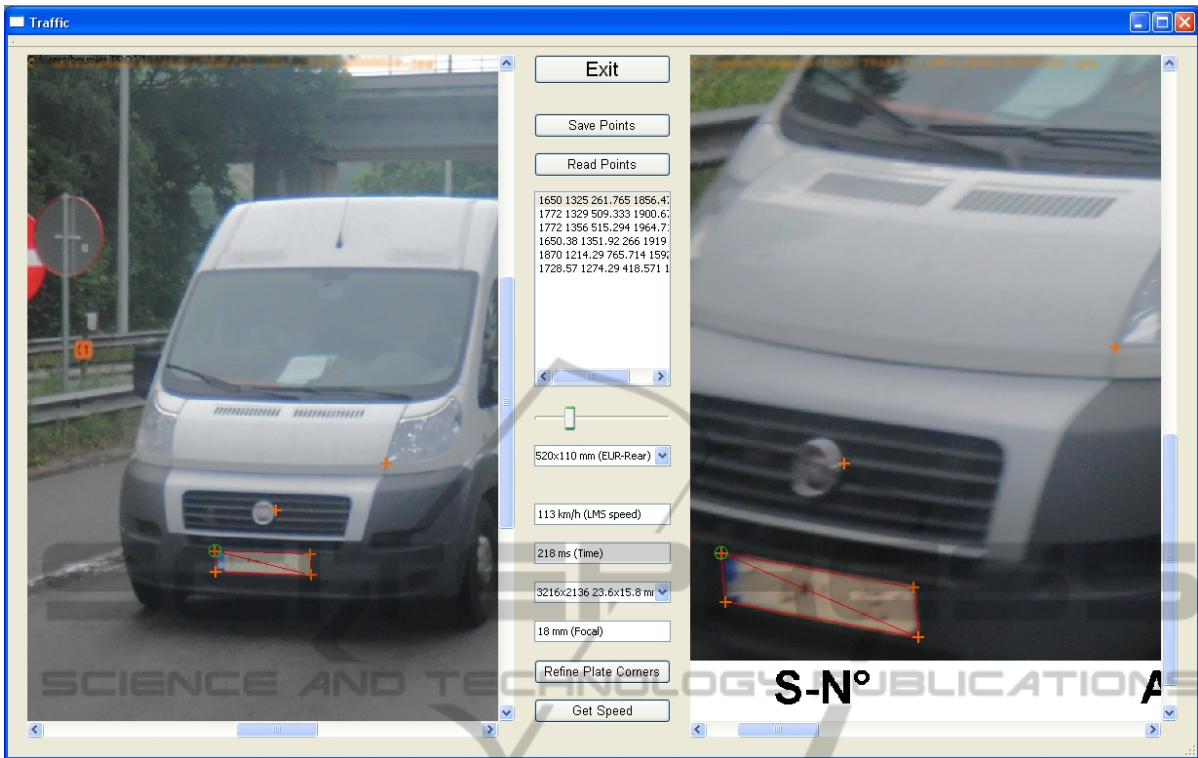 Traffic
Exit
Save Points
Read Points
1650 1325 261.765 1856.47
1772 1329 509.333 1900.67
1772 1356 515.294 1964.7
1650.38 1351.92 266 1919
1870 1214.29 765.714 159
1728.57 1274.29 418.571 1
520x110 mm (EUR-Rear)
113 km/h (LMS speed)
218 ms (Time)
3216x2136 23.6x15.8 m
18 mm (Focal)
Refine Plate Corners
Get Speed
S-N° A
SCITEPRESS
SCIENCE AND TECHNOLOGY PUBLICATIONS